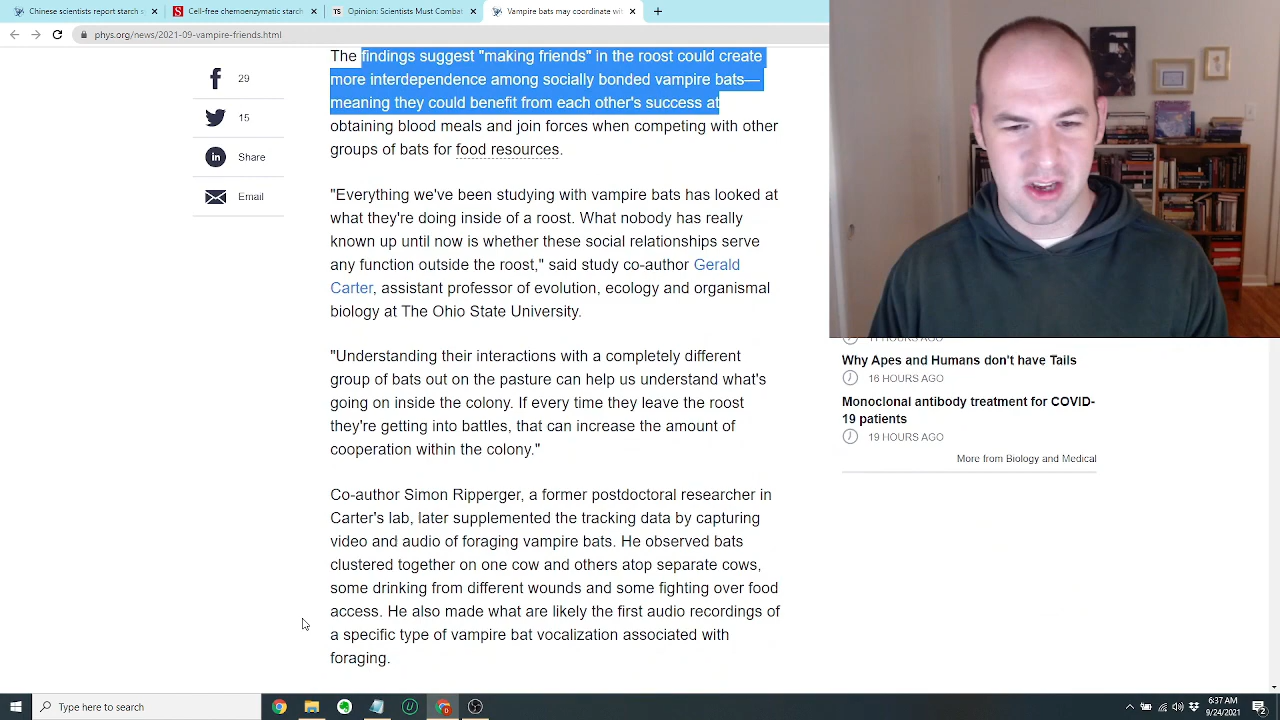 Chinese scientists report starch s
Cell-free chemoenzymatic starch
Opinion: Scientists Must Combat
Vampire bats may coordinate wit
phys.org/news/2021-09-vampire-friends.html
29
15
Share
Email
The findings suggest "making friends" in the roost could create
more interdependence among socially bonded vampire bats—
meaning they could benefit from each other's success at
obtaining blood meals and join forces when competing with other
groups of bats for food resources.
"Everything we've been studying with vampire bats has looked at
what they're doing inside of a roost. What nobody has really
known up until now is whether these social relationships serve
any function outside the roost," said study co-author Gerald
Carter, assistant professor of evolution, ecology and organismal
biology at The Ohio State University.
"Understanding their interactions with a completely different
group of bats out on the pasture can help us understand what's
going on inside the colony. If every time they leave the roost
they're getting into battles, that can increase the amount of
cooperation within the colony."
Co-author Simon Ripperger, a former postdoctoral researcher in
Carter's lab, later supplemented the tracking data by capturing
video and audio of foraging vampire bats. He observed bats
clustered together on one cow and others atop separate cows,
some drinking from different wounds and some fighting over food
access. He also made what are likely the first audio recordings of
a specific type of vampire bat vocalization associated with
foraging.
HOURS AGO
Why Apes and Humans don't have Tails
16 HOURS AGO
Monoclonal antibody treatment for COVID-
19 patients
19 HOURS AGO
More from Biology and Medical
Type here to search
6:37 AM
9/24/2021